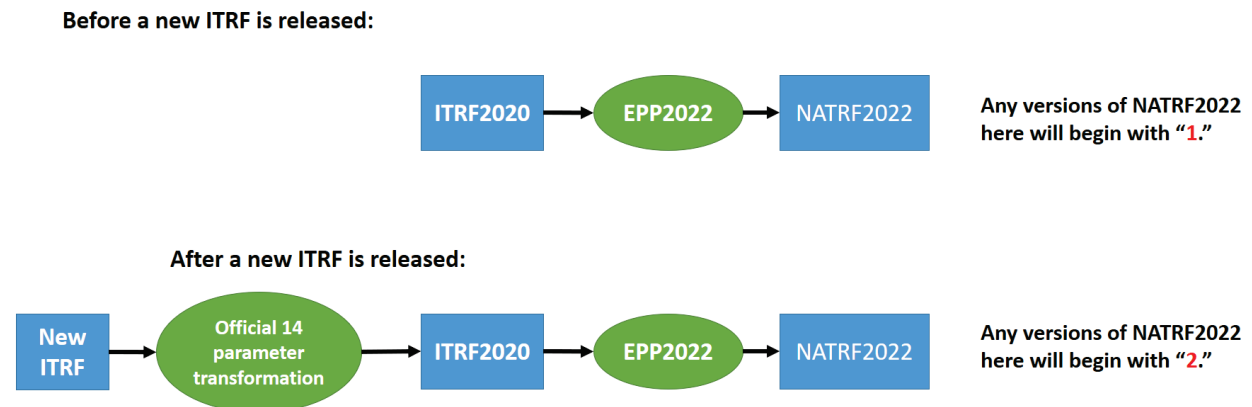 Before a new ITRF is released:
ITRF2020
EPP2022
NATRF2022
Any versions of NATRF2022
here will begin with “1.”
After a new ITRF is released:
New
ITRF
Official 14
parameter
transformation
ITRF2020
EPP2022
NATRF2022
Any versions of NATRF2022
here will begin with “2.”